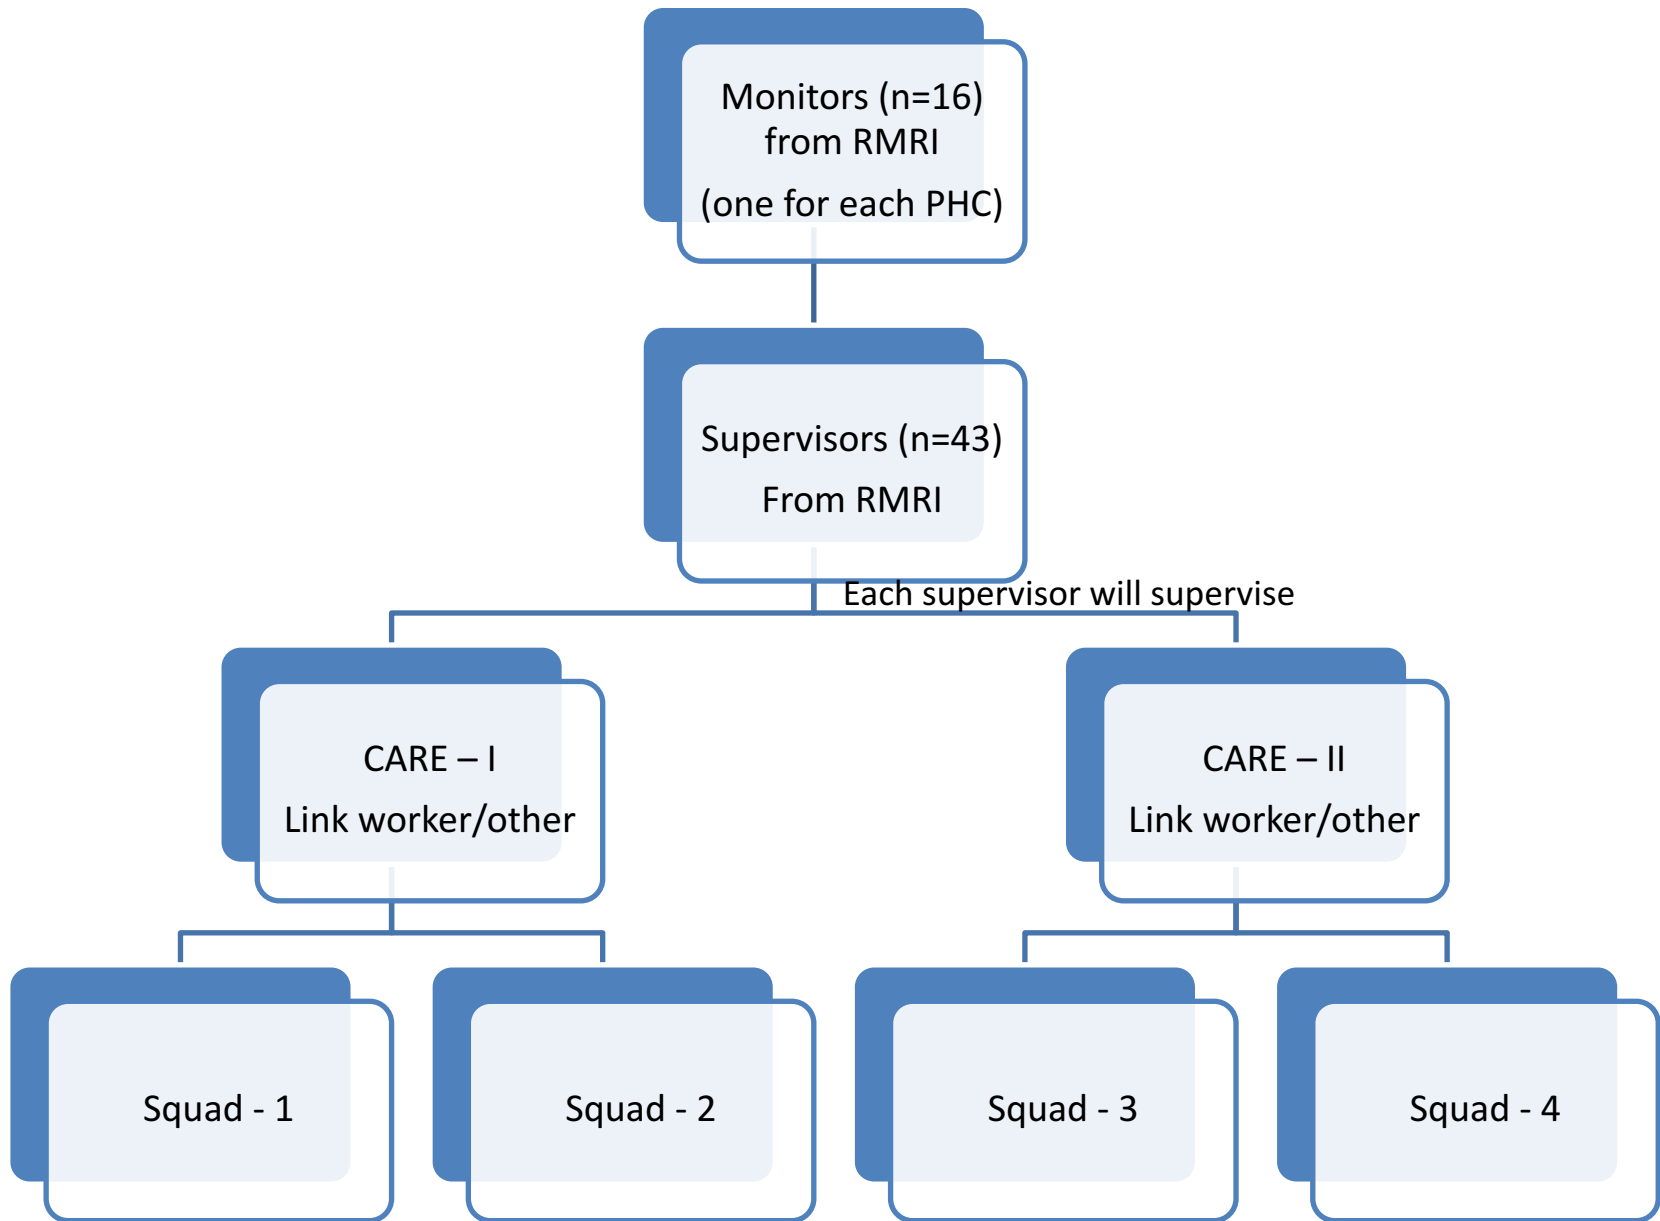 Monitors (n=16)
from RMRI
(one for each PHC)
Supervisors (n=43)
From RMRI
Each supervisor will supervise
CARE – I
Link worker/other
CARE – II
Link worker/other
Squad - 1
Squad - 2
Squad - 3
Squad - 4